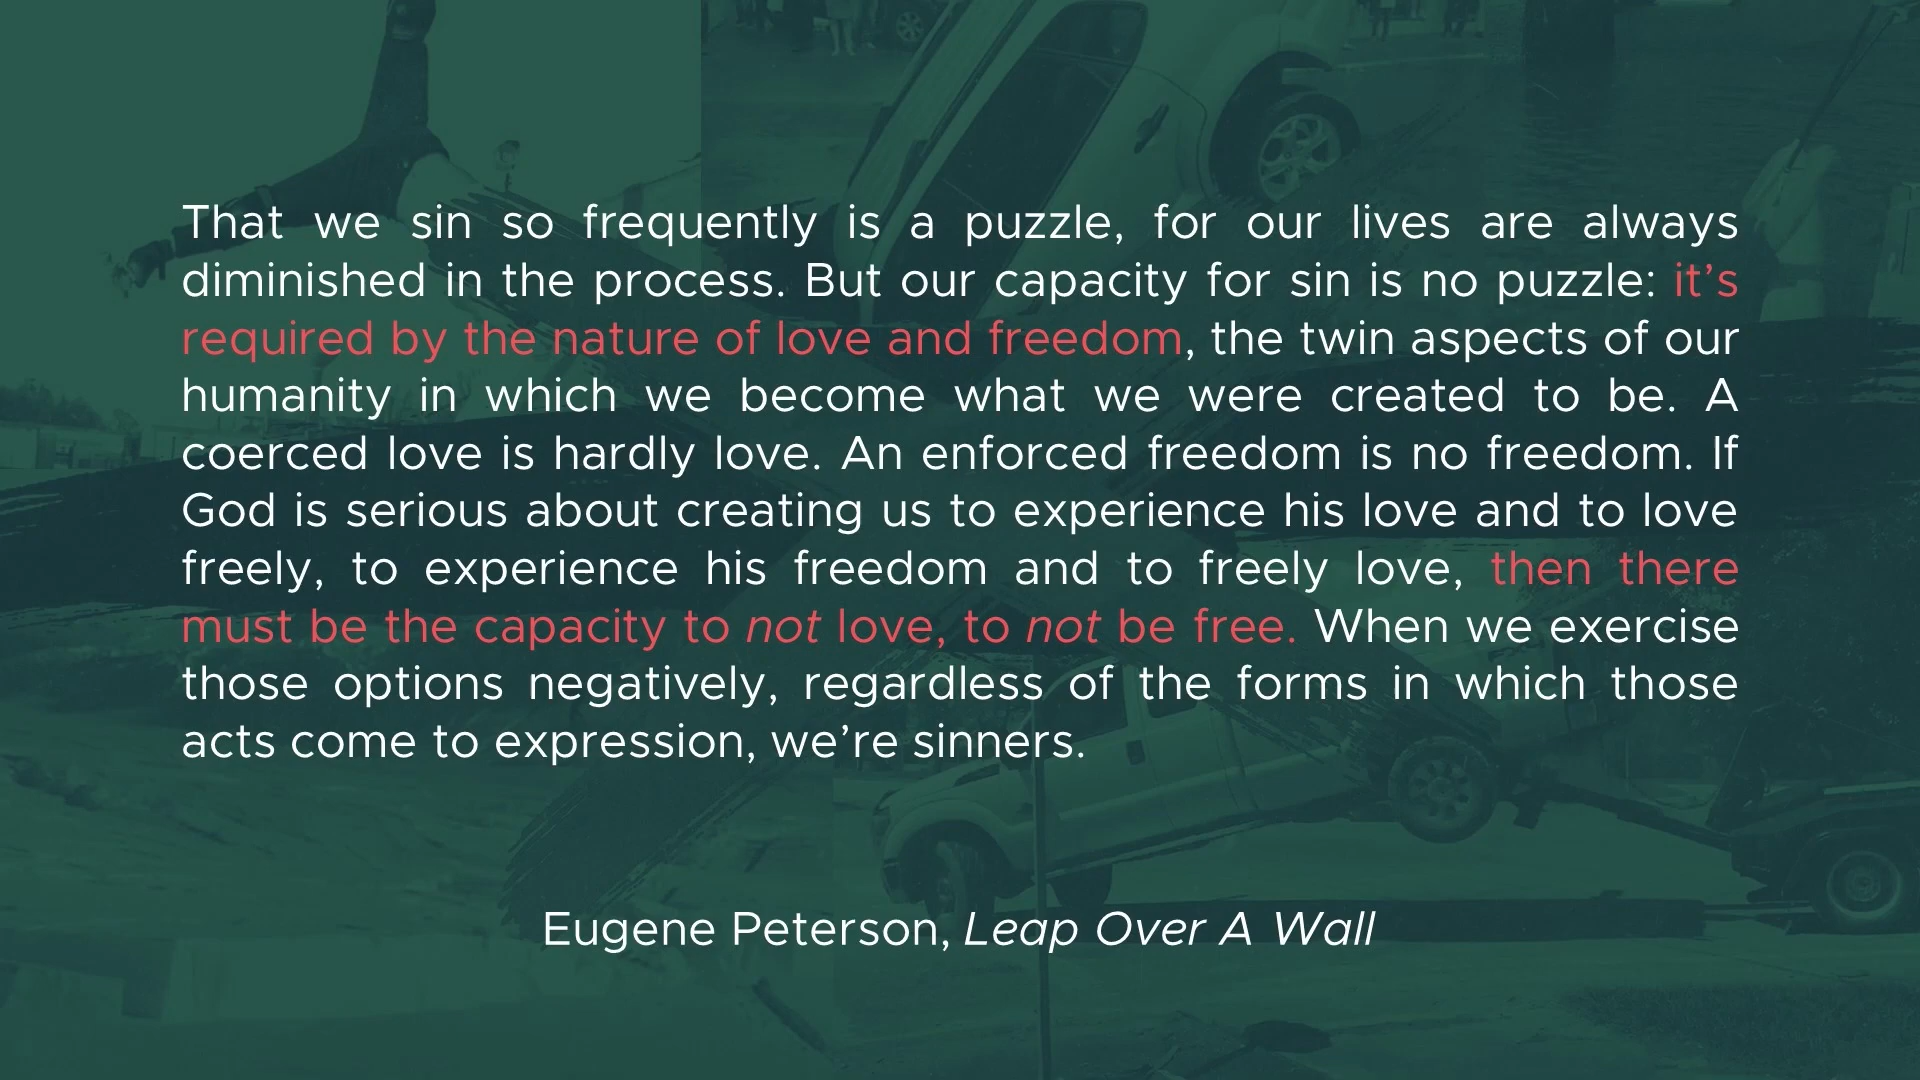 That we sin so frequently is a puzzle, for our lives are always
diminished in the process. But our capacity for sin is no puzzle: it’s
required by the nature of love and freedom, the twin aspects of our
humanity in which we become what we were created to be. A
coerced love is hardly love. An enforced freedom is no freedom. If
God is serious about creating us to experience his love and to love
freely, to experience his freedom and to freely love, then there
must be the capacity to not love, to not be free. When we exercise
those options negatively, regardless of the forms in which those
acts come to expression, we’re sinners.
Eugene Peterson, Leap Over A Wall